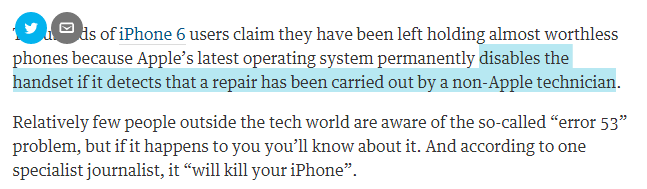 ds of iPhone 6 users claim they have been left holding almost worthless
phones because Apple’s latest operating system permanently disables the
handset if it detects that a repair has been carried out by a non-Apple technician.
Relatively few people outside the tech world are aware of the so-called “error 53”
problem, but if it happens to you you’ll know about it. And according to one
specialist journalist, it “will kill your iPhone”.